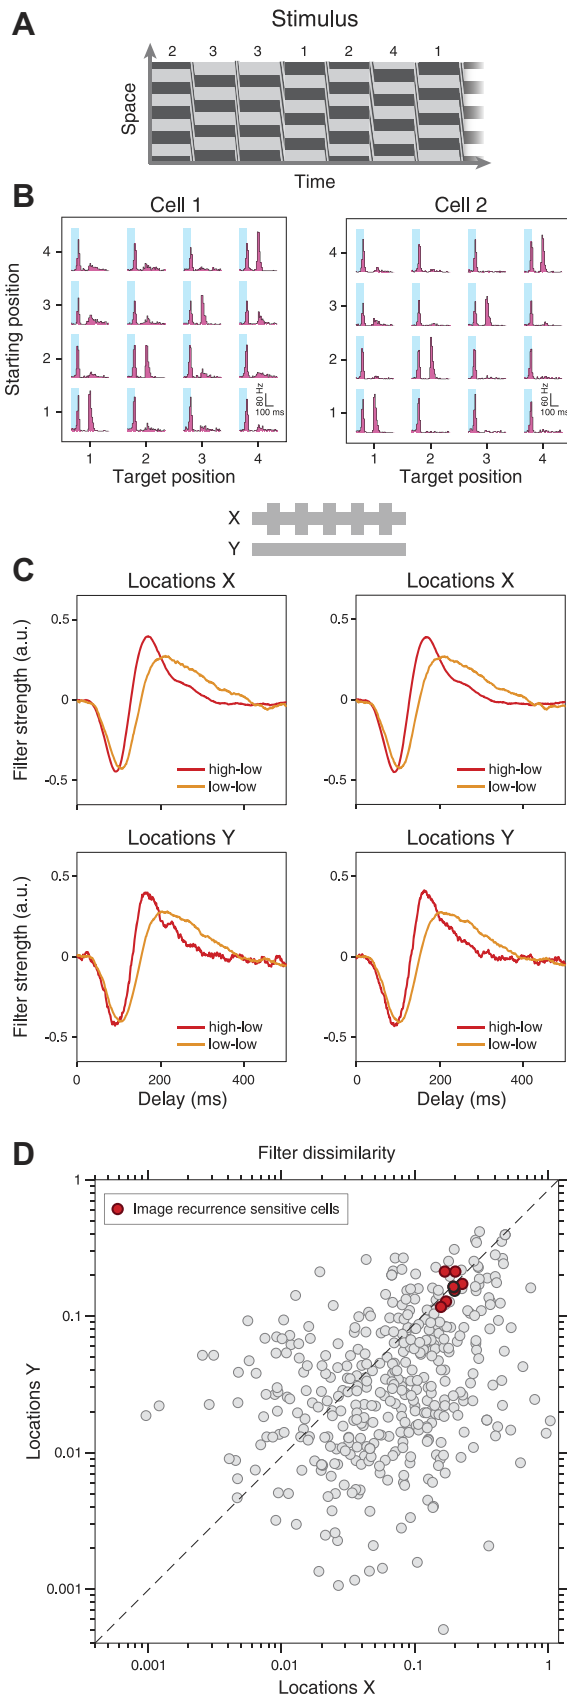 A
Stimulus
2 3 3 1 2 4 1
Space
Time
B
Cell 1
Cell 2
Starting position
4
3
2
1
80 Hz
100 ms
1 2 3 4
Target position
4
3
2
1
60 Hz
100 ms
1 2 3 4
Target position
X
Y
C
Locations X
Locations X
Filter strength (a.u.)
0.5
0
-0.5
high-low
low-low
0.5
0
-0.5
high-low
low-low
Locations Y
Locations Y
Filter strength (a.u.)
0.5
0
-0.5
high-low
low-low
0 200 400
Delay (ms)
0.5
0
-0.5
high-low
low-low
0 200 400
Delay (ms)
D
Filter dissimilarity
Image recurrence sensitive cells
Locations Y
1
0.1
0.01
0.001
0.001 0.01 0.1 1
Locations X